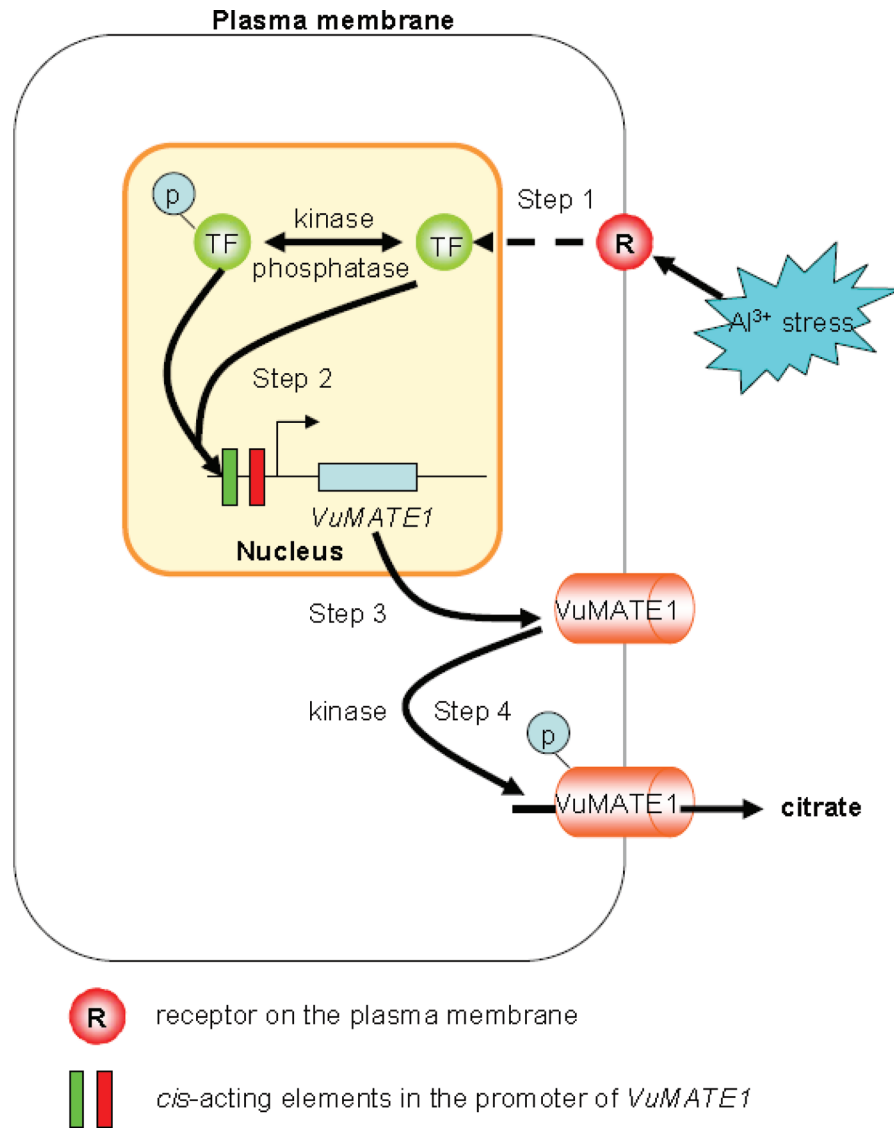 Plasma membrane
p
TF
kinase
phosphatase
TF
Step 1
R
Al³⁺ stress
Step 2
VuMATE1
Nucleus
Step 3
VuMATE1
kinase
Step 4
p
VuMATE1
citrate
R
receptor on the plasma membrane
cis-acting elements in the promoter of VuMATE1